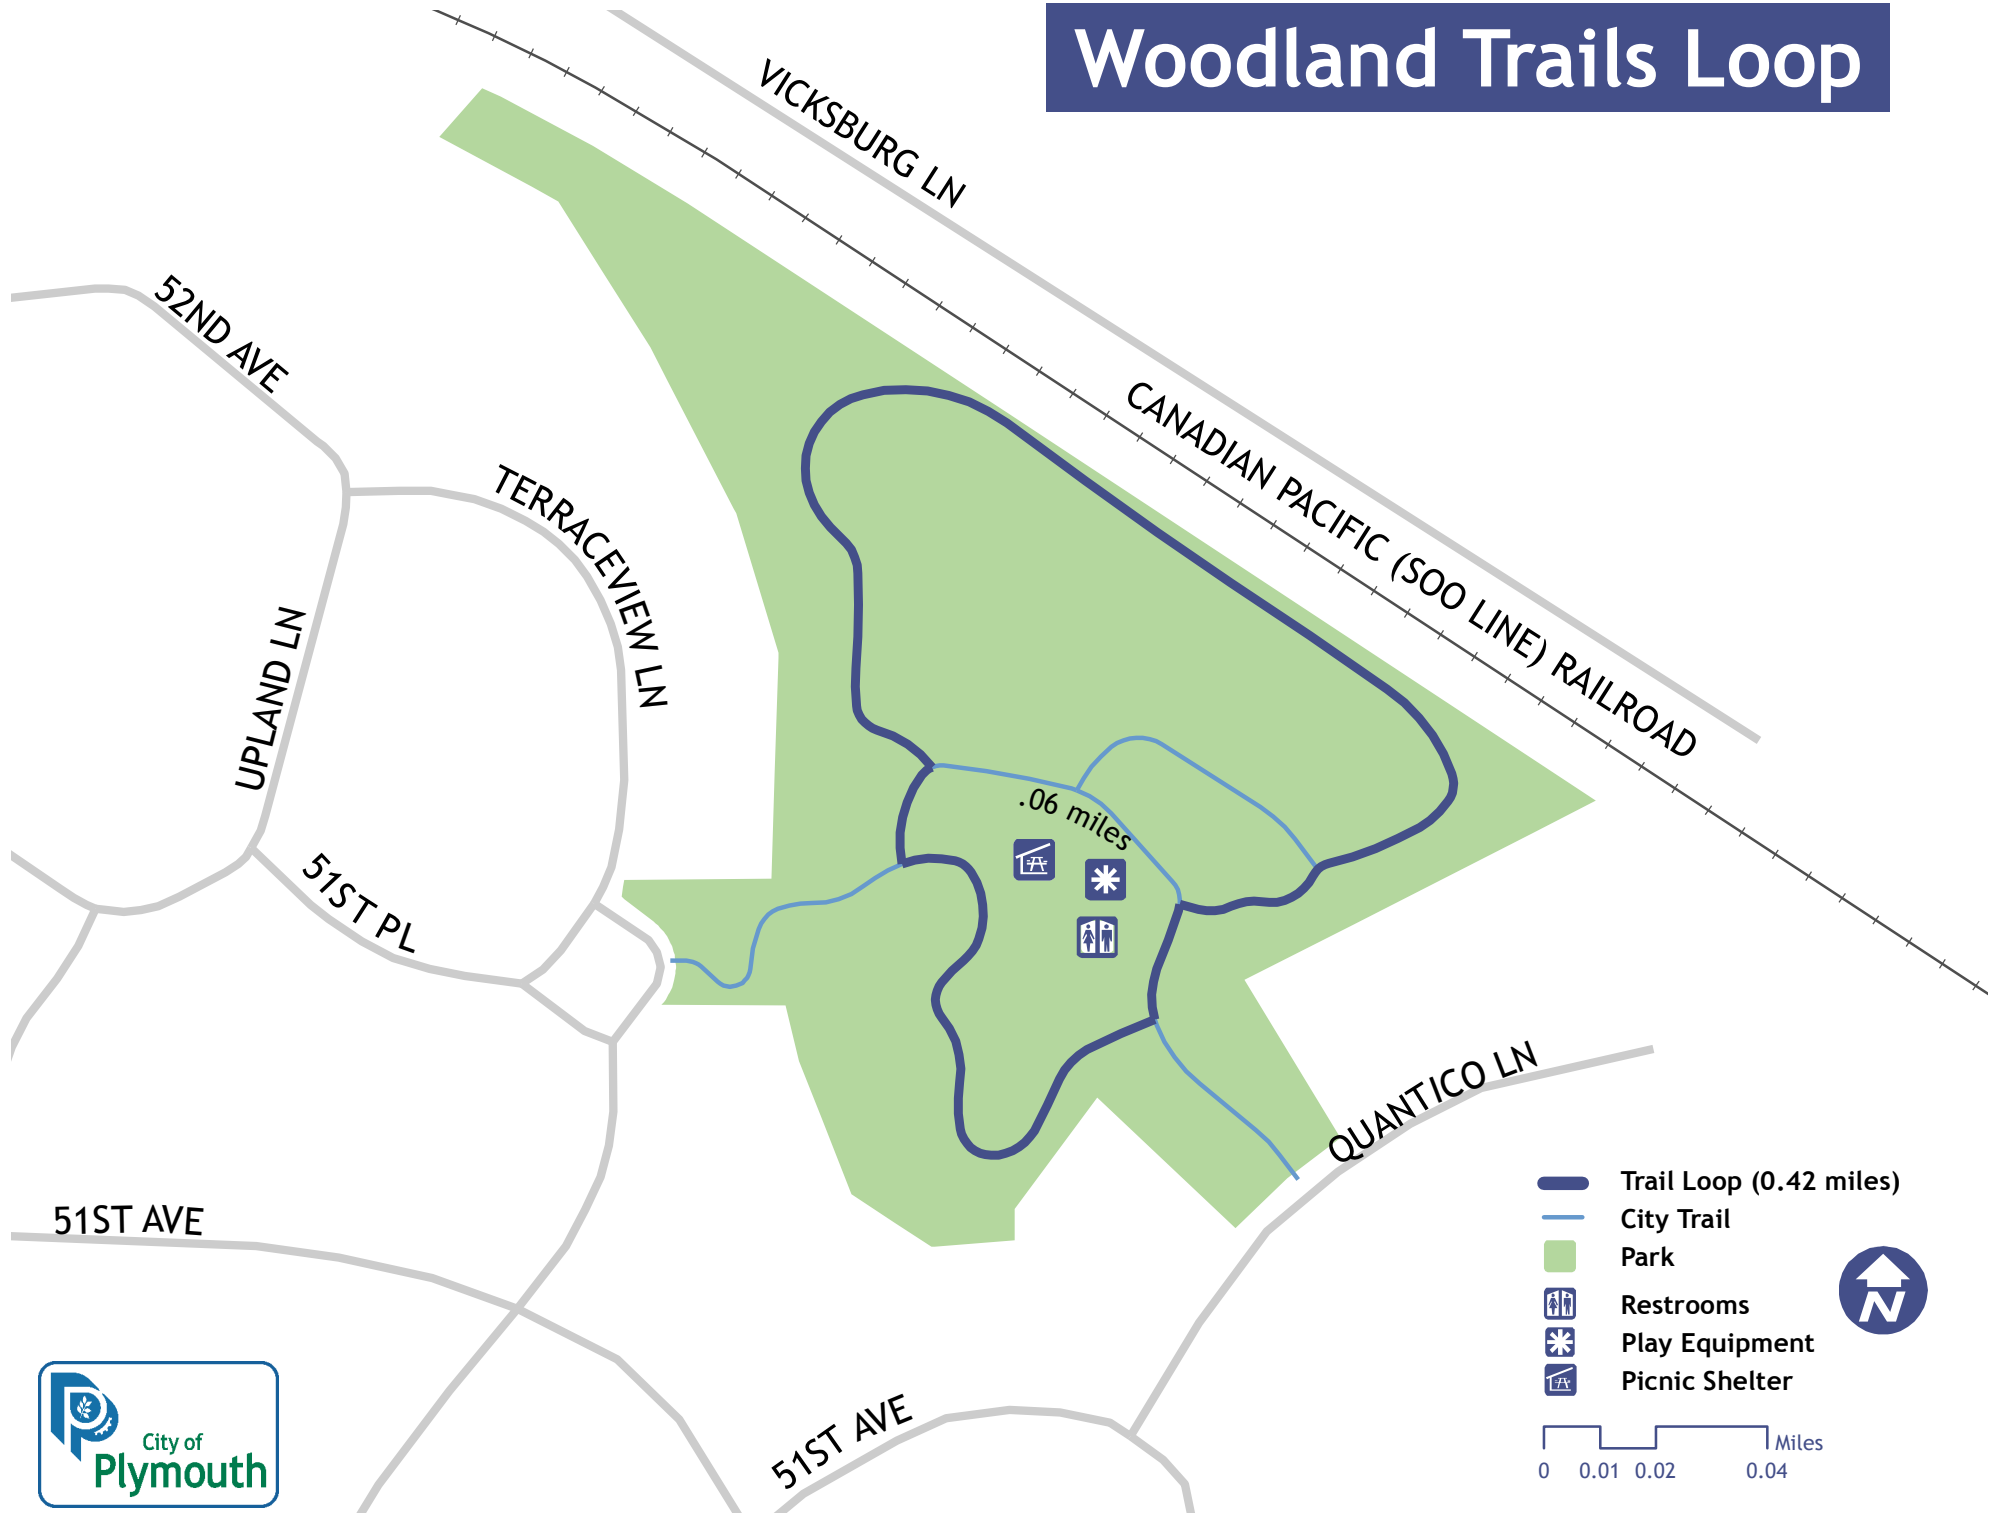 Woodland Trails Loop
VICKSBURG LN
52ND AVE
CANADIAN PACIFIC (SOO LINE) RAILROAD
TERRACEVIEW LN
UPLAND LN
.06 miles
51ST PL
QUANTICO LN
51ST AVE
51ST AVE
Trail Loop (0.42 miles)
City Trail
Park
Restrooms
Play Equipment
Picnic Shelter
N
Miles
0 0.01 0.02 0.04
City of
Plymouth